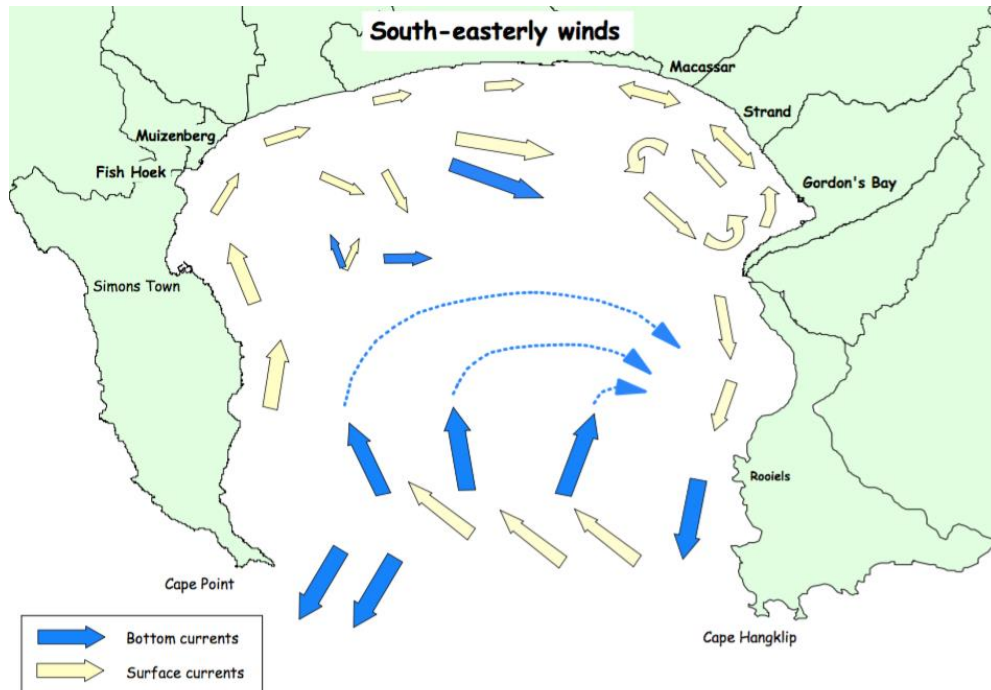 South-easterly winds
Macassar
Strand
Muizenberg
Fish Hoek
Gordon's Bay
Simons Town
Rooiels
Cape Point
Cape Hangklip
Bottom currents
Surface currents